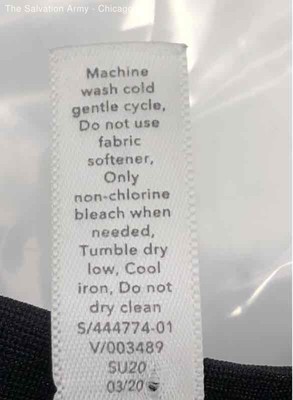 The Salvation Army - Chicago
Machine
wash cold
gentle cycle,
Do not use
fabric
softener,
Only
non-chlorine
bleach when
needed,
Tumble dry
low, Cool
iron, Do not
dry clean
S/444774-01
V/003489
SU20
03/20